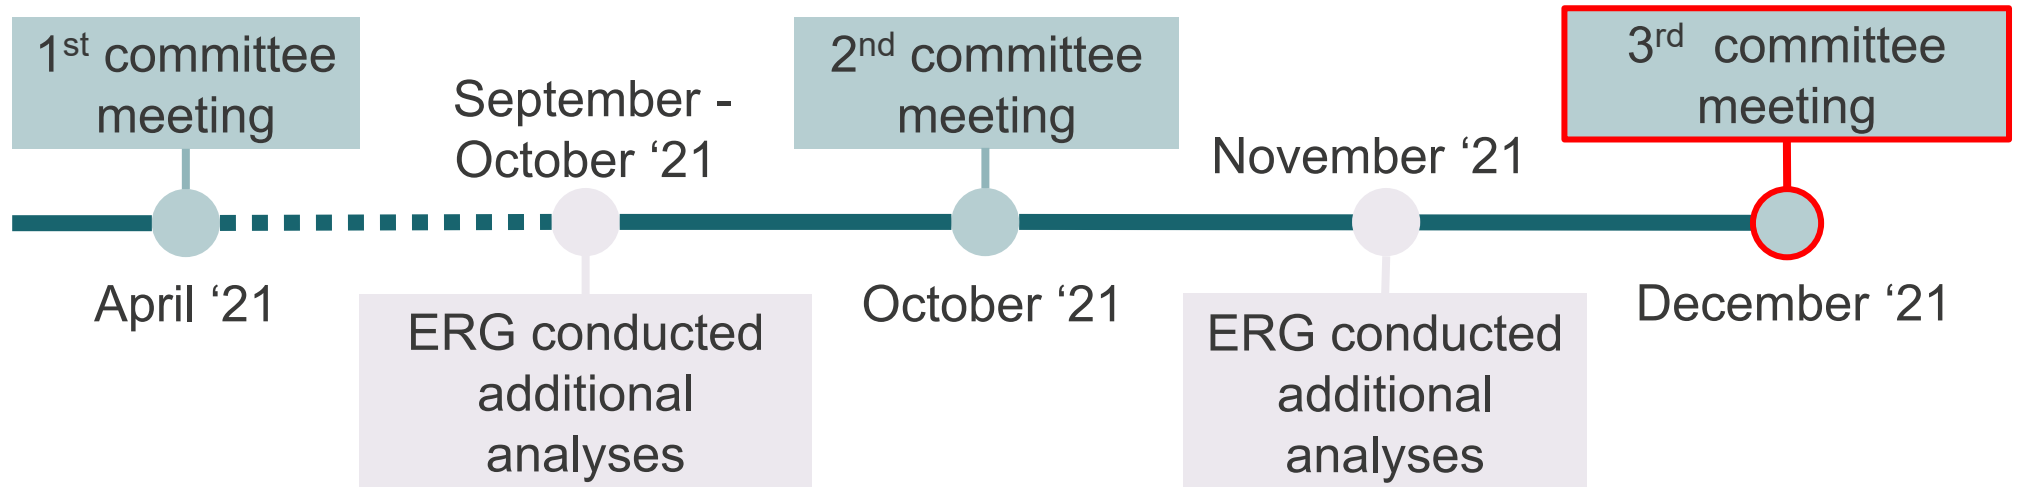 1st committee
meeting
April ‘21
September -
October ‘21
ERG conducted
additional
analyses
2nd committee
meeting
October ‘21
November ‘21
ERG conducted
additional
analyses
3rd committee
meeting
December ‘21